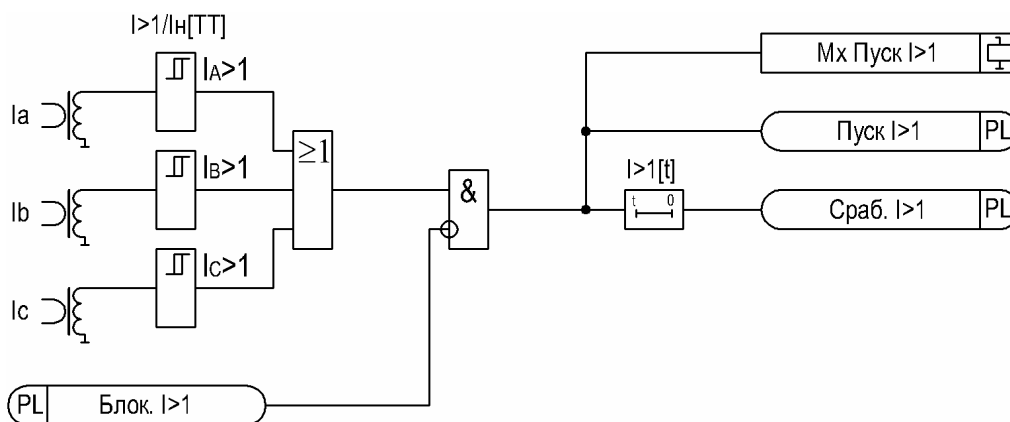 I>1/Iн[ТТ]
IA>1
Ia
IB>1
Ib
IC>1
Ic
≥1
&
I>1[t]
t 0
Мх Пуск I>1
Пуск I>1 PL
Сраб. I>1 PL
PL Блок. I>1